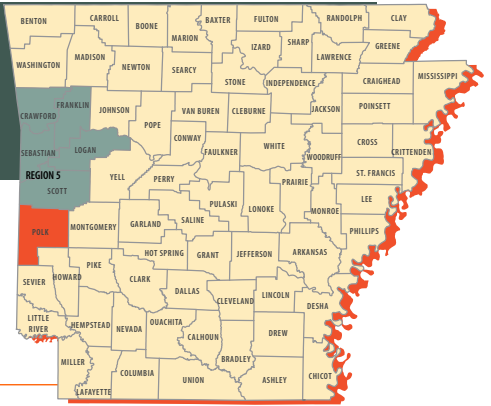 BENTON
CARROLL
BOONE
MARION
BAXTER
FULTON
RANDOLPH
CLAY
GREENE
SHARP
IZARD
LAWRENCE
WASHINGTON
MADISON
NEWTON
SEARCY
STONE
INDEPENDENCE
CRAIGHEAD
MISSISSIPPI
CRAWFORD
FRANKLIN
JOHNSON
POPE
VAN BUREN
CLEBURNE
JACKSON
POINSETT
CONWAY
FAULKNER
WHITE
WOODRUFF
CROSS
CRITTENDEN
SEBASTIAN
LOGAN
REGION 5
SCOTT
YELL
PERRY
PULASKI
LONOKE
PRAIRIE
MONROE
ST. FRANCIS
LEE
PHILLIPS
POLK
MONTGOMERY
GARLAND
SALINE
HOT SPRING
GRANT
JEFFERSON
ARKANSAS
SEVIER
HOWARD
PIKE
CLARK
DALLAS
CLEVELAND
LINCOLN
DESHA
LITTLE
RIVER
HEMPSTEAD
NEVADA
OUACHITA
CALHOUN
BRADLEY
DREW
MILLER
LAFAYETTE
COLUMBIA
UNION
ASHLEY
CHICOT